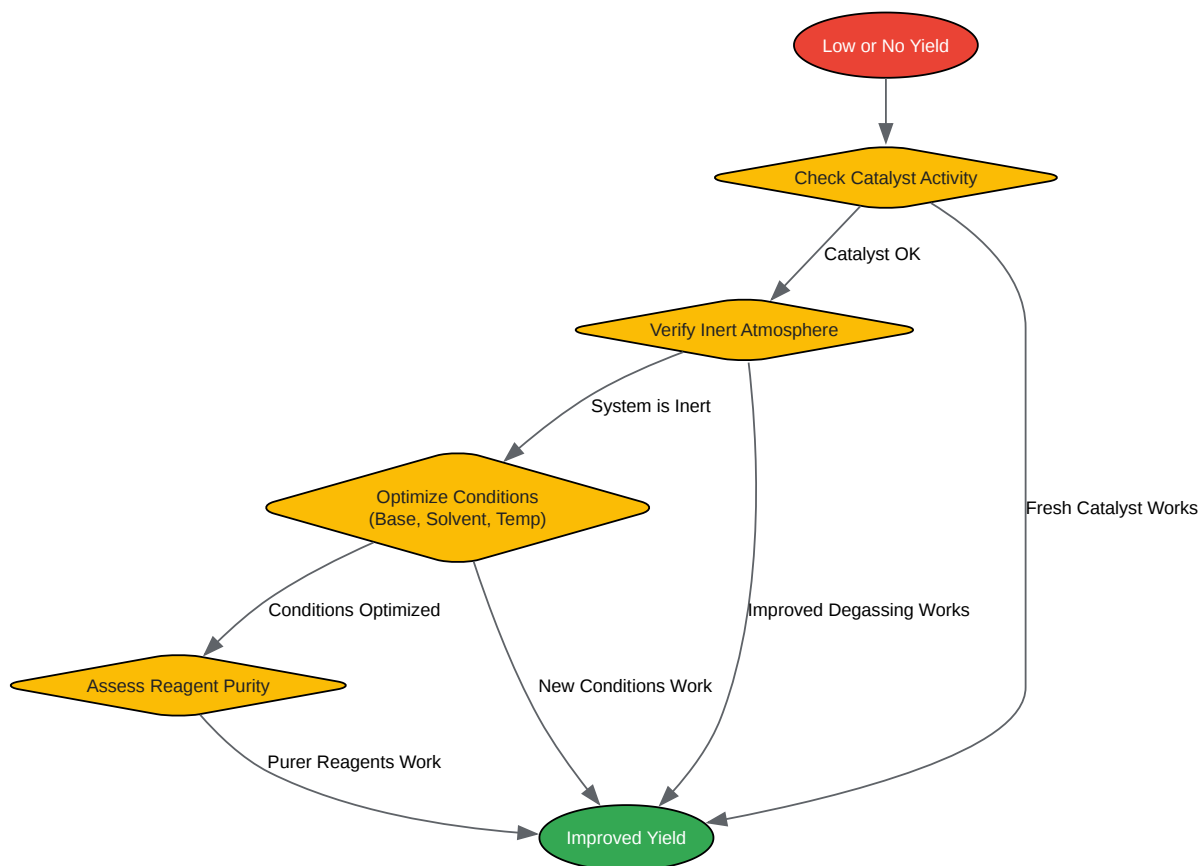 Low or No Yield
Check Catalyst Activity
Catalyst OK
Verify Inert Atmosphere
System is Inert
Optimize Conditions
(Base, Solvent, Temp)
Fresh Catalyst Works
Conditions Optimized
Improved Degassing Works
Assess Reagent Purity
New Conditions Work
Purer Reagents Work
Improved Yield